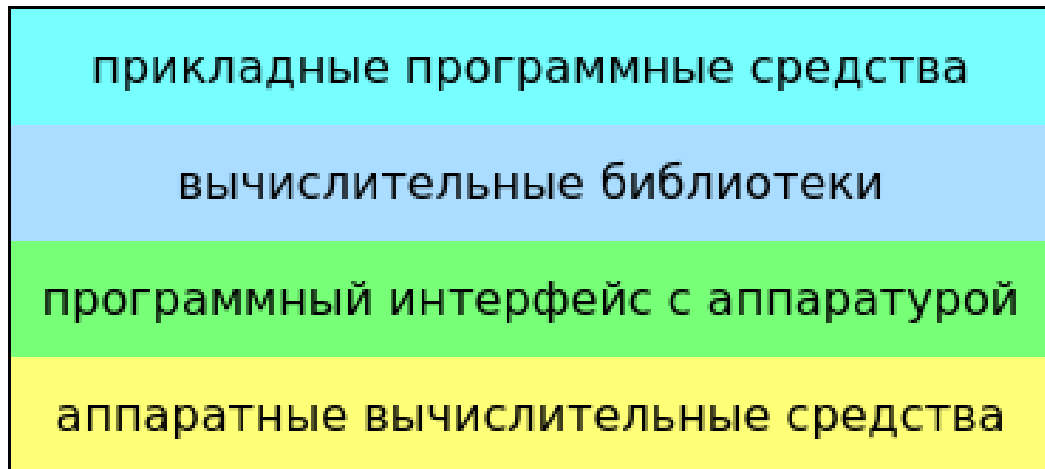 прикладные программные средства
вычислительные библиотеки
программный интерфейс с аппаратурой
аппаратные вычислительные средства